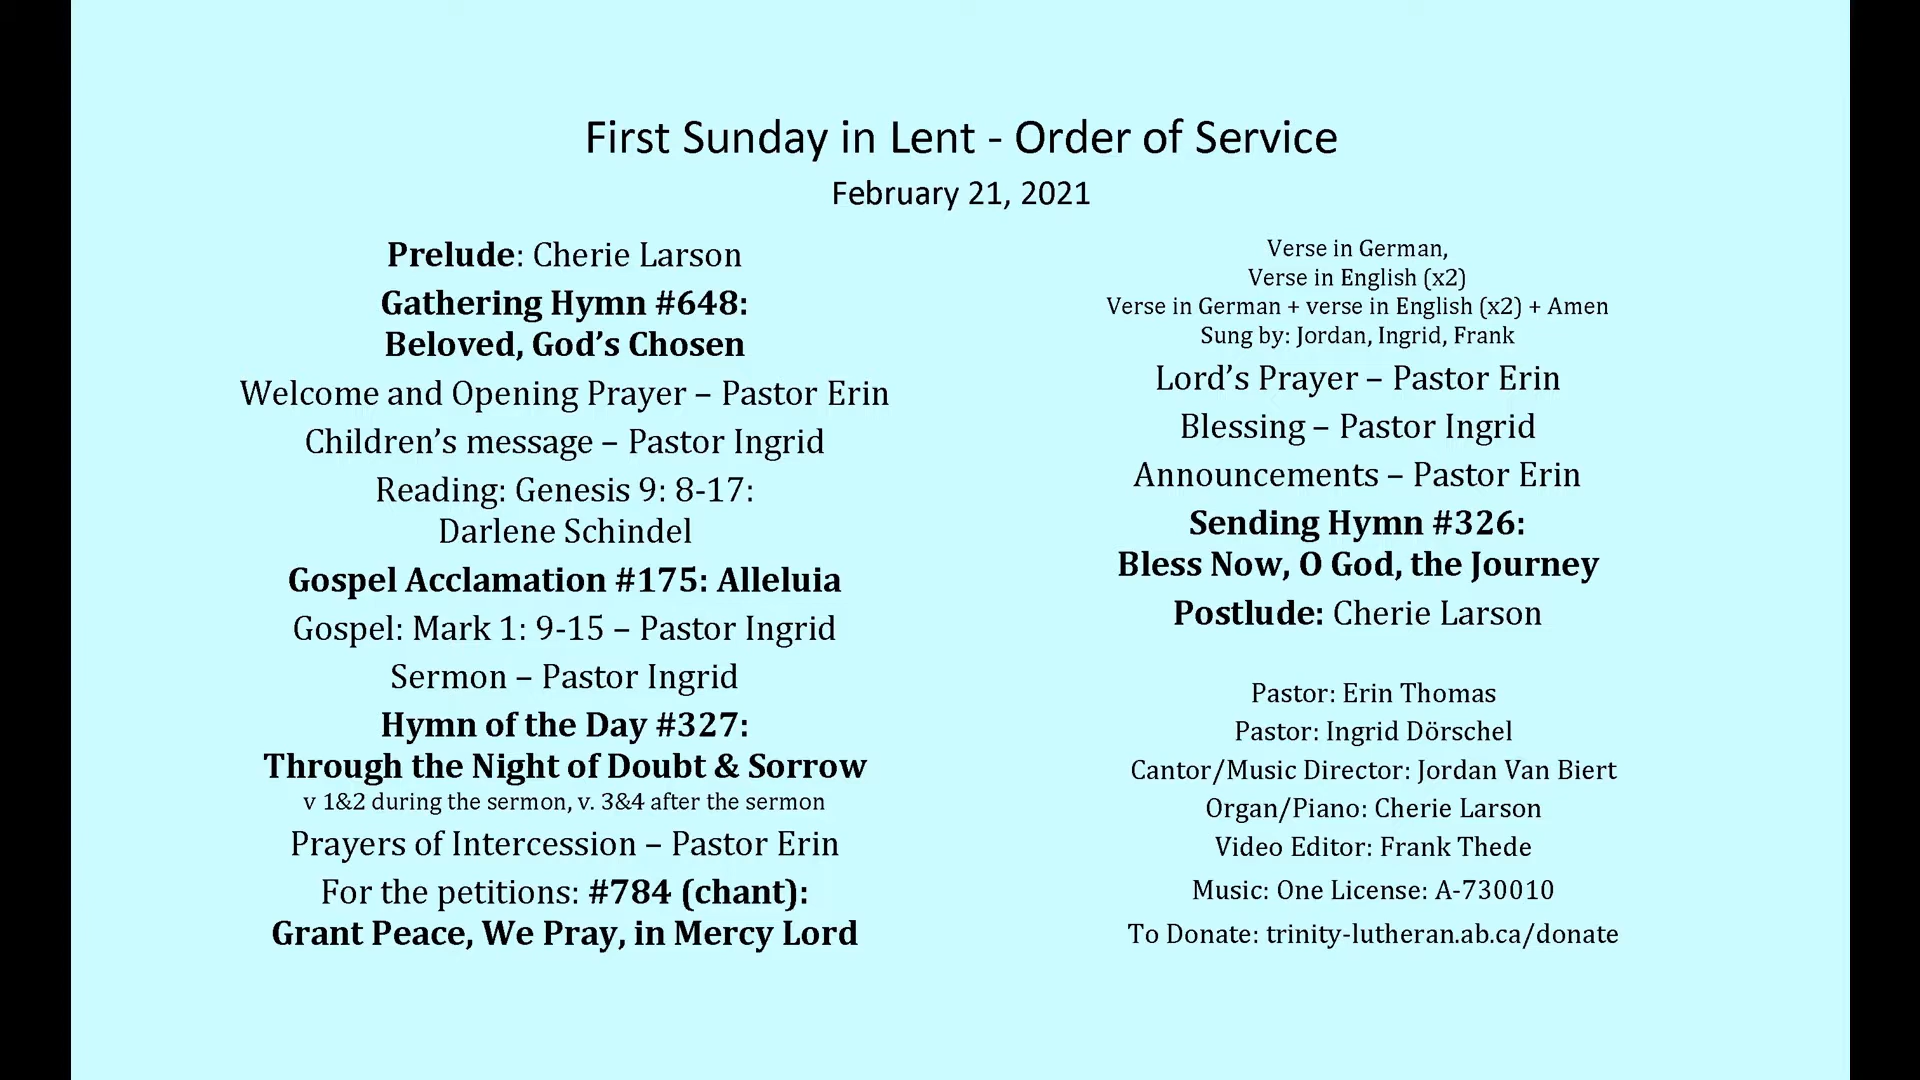 First Sunday in Lent - Order of Service
February 21, 2021
Prelude: Cherie Larson
Gathering Hymn #648:
Beloved, God’s Chosen
Welcome and Opening Prayer – Pastor Erin
Children’s message – Pastor Ingrid
Reading: Genesis 9: 8-17:
Darlene Schindel
Gospel Acclamation #175: Alleluia
Gospel: Mark 1: 9-15 – Pastor Ingrid
Sermon – Pastor Ingrid
Hymn of the Day #327:
Through the Night of Doubt & Sorrow
v 1&2 during the sermon, v. 3&4 after the sermon
Prayers of Intercession – Pastor Erin
For the petitions: #784 (chant):
Grant Peace, We Pray, in Mercy Lord
Verse in German,
Verse in English (x2)
Verse in German + verse in English (x2) + Amen
Sung by: Jordan, Ingrid, Frank
Lord’s Prayer – Pastor Erin
Blessing – Pastor Ingrid
Announcements – Pastor Erin
Sending Hymn #326:
Bless Now, O God, the Journey
Postlude: Cherie Larson
Pastor: Erin Thomas
Pastor: Ingrid Dörschel
Cantor/Music Director: Jordan Van Biert
Organ/Piano: Cherie Larson
Video Editor: Frank Thede
Music: One License: A-730010
To Donate: trinity-lutheran.ab.ca/donate